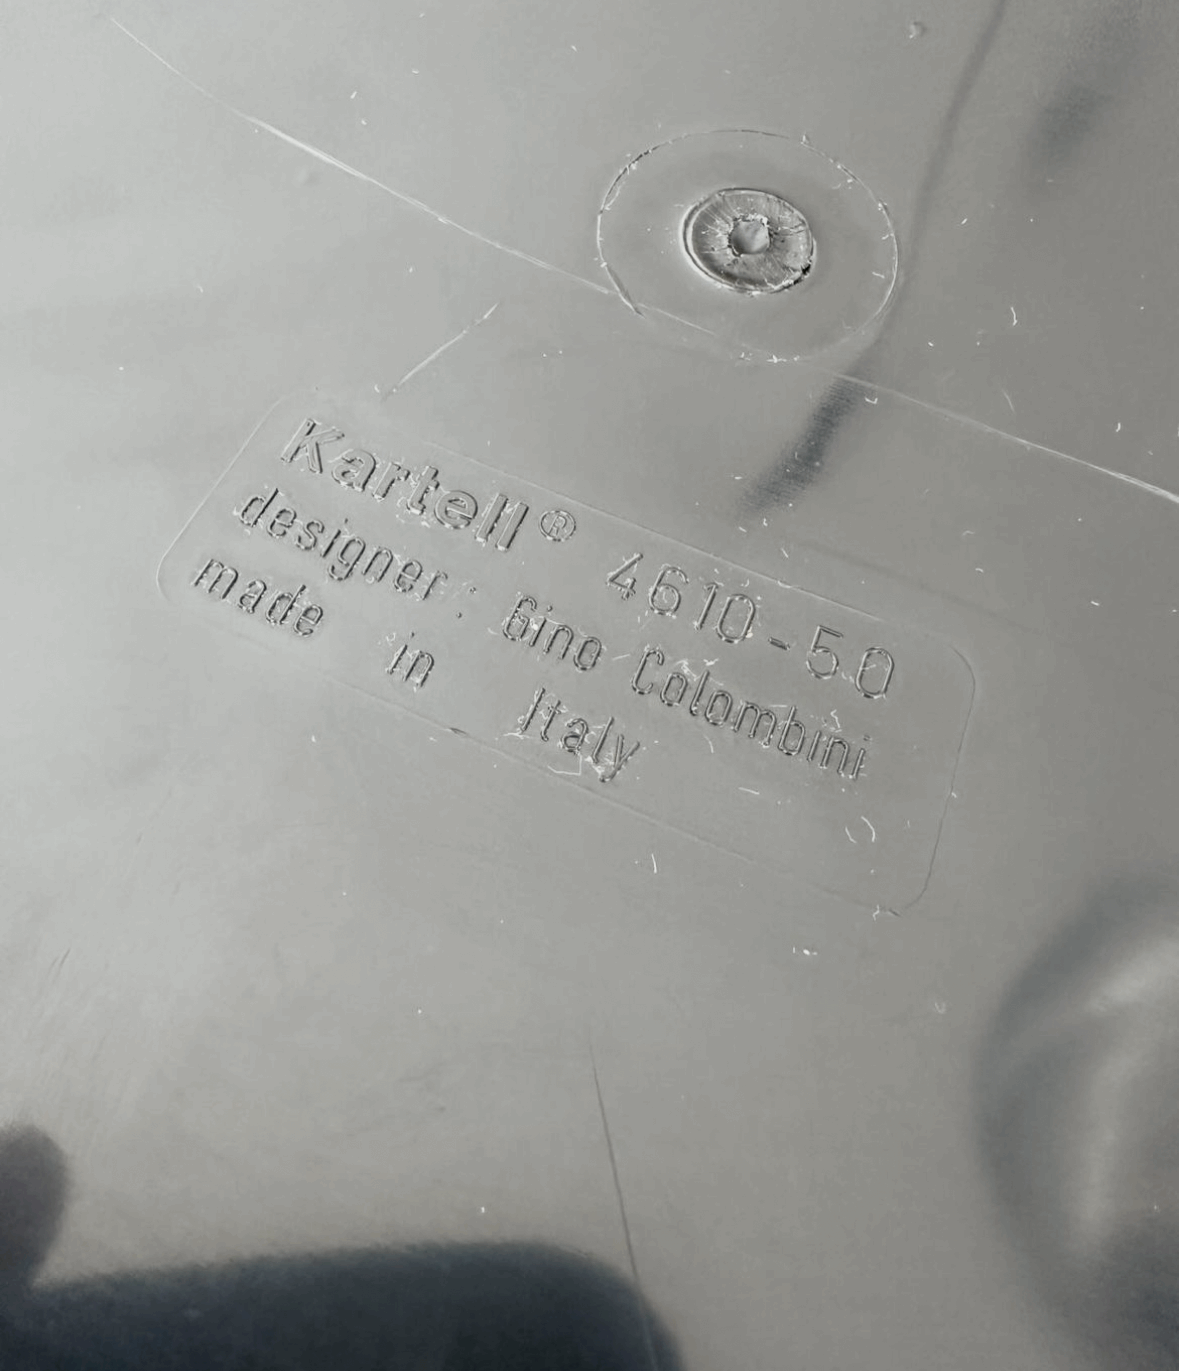 Kartell® 4610-50
designer: Gino Colombini
made in Italy